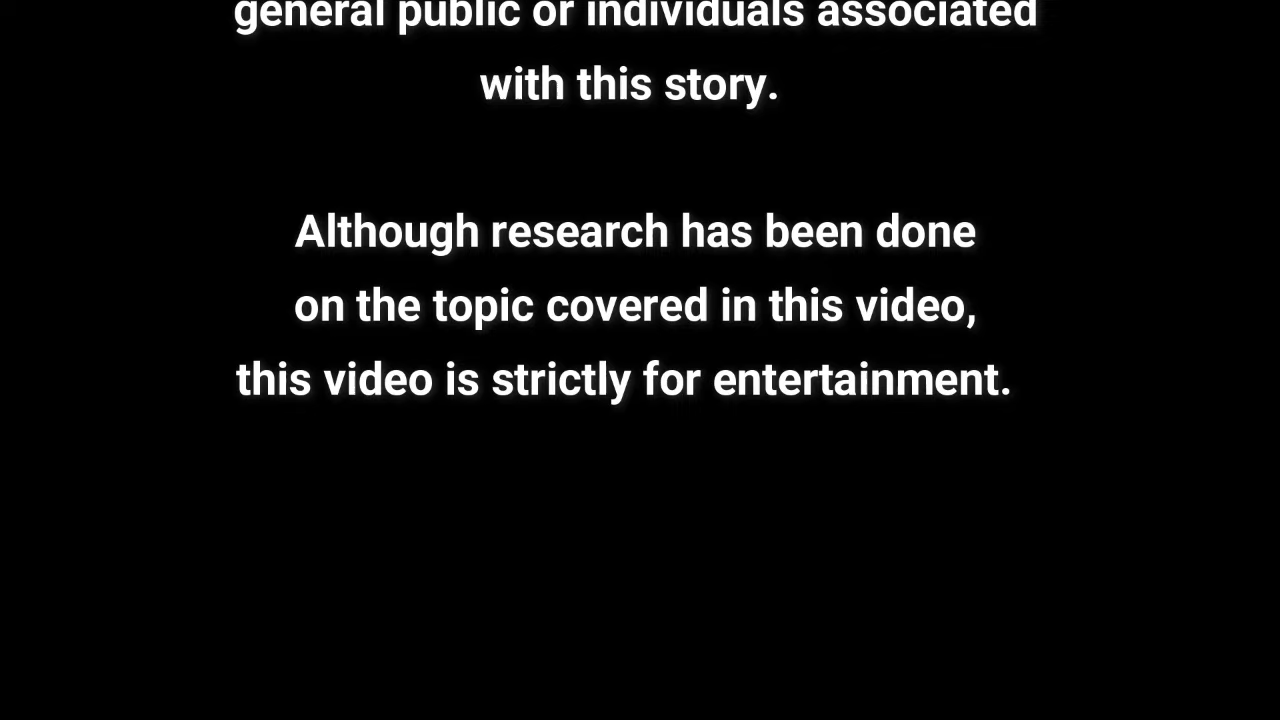 general public or individuals associated
with this story.
Although research has been done
on the topic covered in this video,
this video is strictly for entertainment.